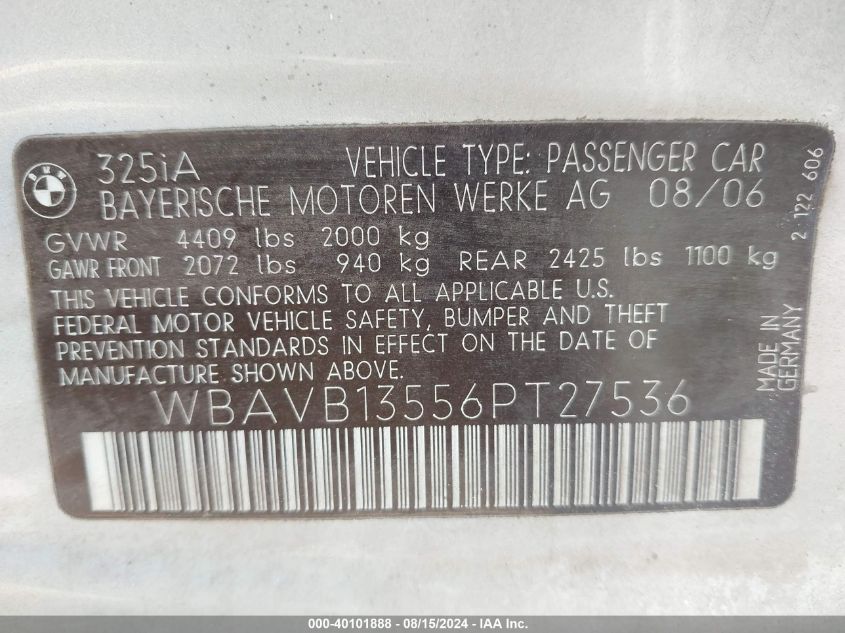 BMW
325iA VEHICLE TYPE: PASSENGER CAR
BAYERISCHE MOTOREN WERKE AG 08/06
GVWR 4409 lbs 2000 kg
GAWR FRONT 2072 lbs 940 kg REAR 2425 lbs 1100 kg
THIS VEHICLE CONFORMS TO ALL APPLICABLE U.S.
FEDERAL MOTOR VEHICLE SAFETY, BUMPER AND THEFT
PREVENTION STANDARDS IN EFFECT ON THE DATE OF
MANUFACTURE SHOWN ABOVE.
WBAVB13556PT27536
2 122 606
MADE IN
GERMANY
000-40101888 - 08/15/2024 - IAA Inc.